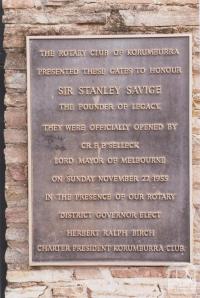 THE ROTARY CLUB OF KORUMBURRA
PRESENTED THESE GATES TO HONOUR
SIR STANLEY SAVIGE
THE FOUNDER OF LEGACY
THEY WERE OFFICIALLY OPENED BY
CR. F. P. SELLECK
LORD MAYOR OF MELBOURNE
ON SUNDAY NOVEMBER 27, 1955
IN THE PRESENCE OF OUR ROTARY
DISTRICT GOVERNOR ELECT
HERBERT RALPH BIRCH
CHARTER PRESIDENT KORUMBURRA CLUB.